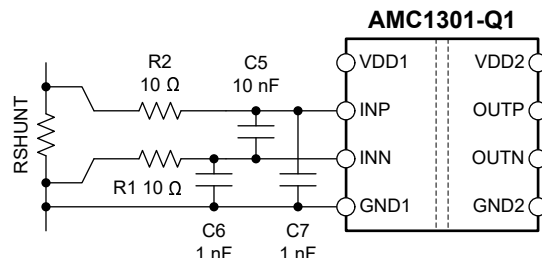 AMC1301-Q1
R2
10 Ω
C5
10 nF
VDD1
VDD2
INP
OUTP
RSHUNT
INN
OUTN
R1 10 Ω
GND1
GND2
C6
1 nF
C7
1 nF